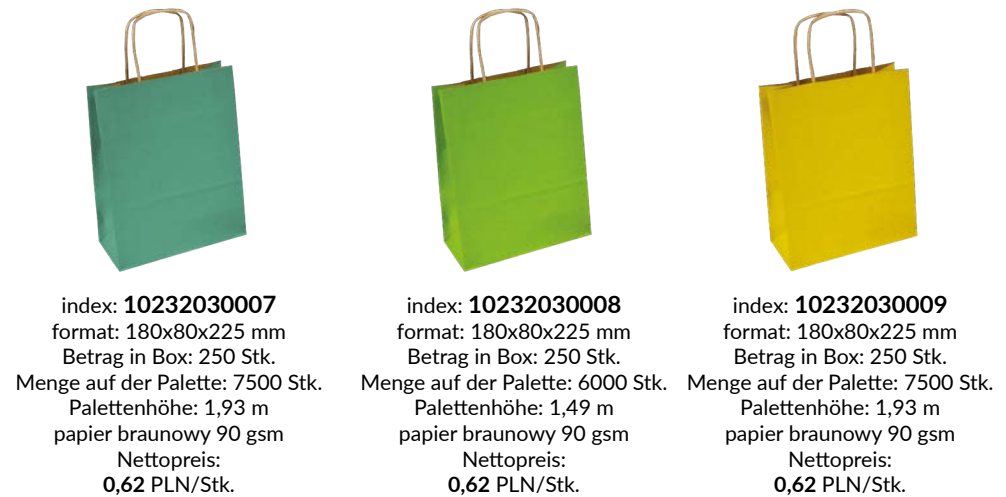 index: 10232030007
format: 180x80x225 mm
Betrag in Box: 250 Stk.
Menge auf der Palette: 7500 Stk.
Palettenhöhe: 1,93 m
papier braunowy 90 gsm
Nettopreis:
0,62 PLN/Stk.
index: 10232030008
format: 180x80x225 mm
Betrag in Box: 250 Stk.
Menge auf der Palette: 6000 Stk.
Palettenhöhe: 1,49 m
papier braunowy 90 gsm
Nettopreis:
0,62 PLN/Stk.
index: 10232030009
format: 180x80x225 mm
Betrag in Box: 250 Stk.
Menge auf der Palette: 7500 Stk.
Palettenhöhe: 1,93 m
papier braunowy 90 gsm
Nettopreis:
0,62 PLN/Stk.